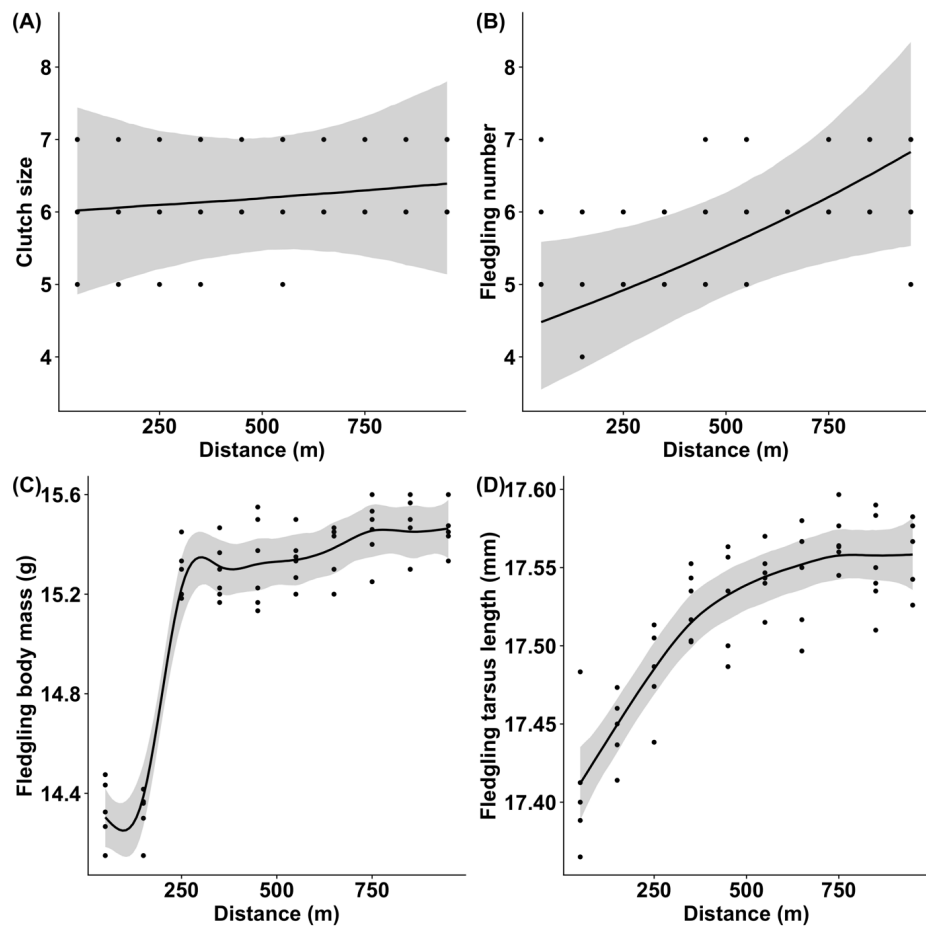 (A)
Clutch size
8
7
6
5
4
250 500 750
Distance (m)
(B)
Fledgling number
8
7
6
5
4
250 500 750
Distance (m)
(C)
Fledgling body mass (g)
15.6
15.2
14.8
14.4
250 500 750
Distance (m)
(D)
Fledgling tarsus length (mm)
17.60
17.55
17.50
17.45
17.40
250 500 750
Distance (m)